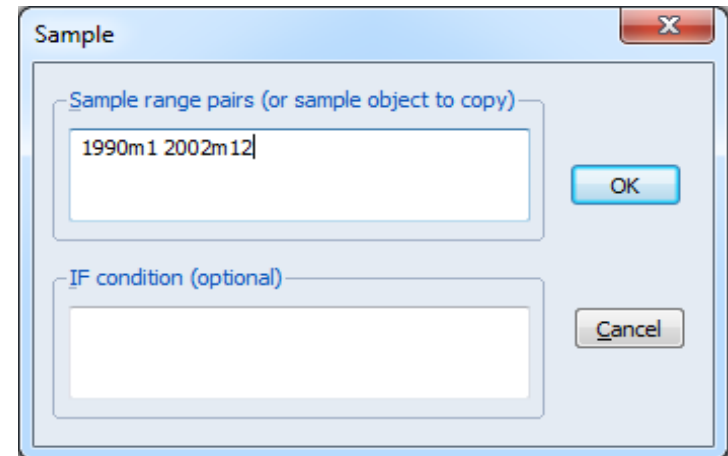 Sample
Sample range pairs (or sample object to copy)
1990m1 2002m12
OK
IF condition (optional)
Cancel